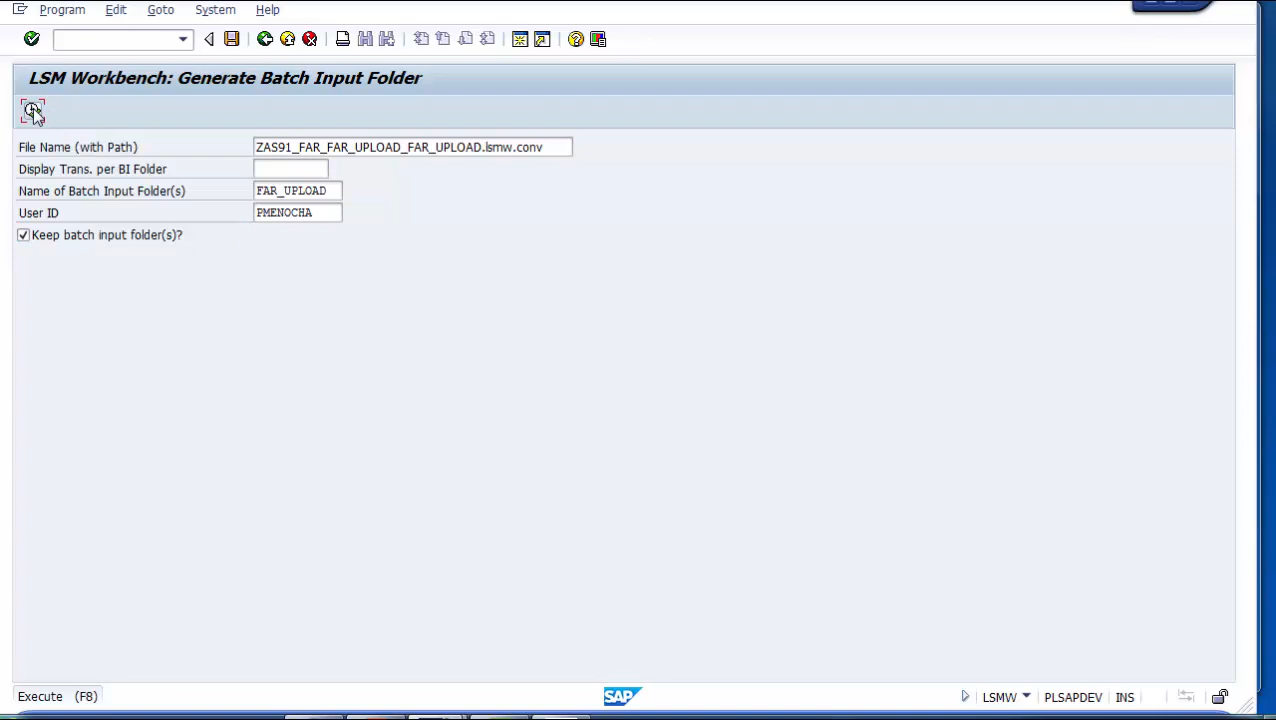 Program Edit Goto System Help
LSM Workbench: Generate Batch Input Folder
File Name (with Path) ZAS91_FAR_FAR_UPLOAD_FAR_UPLOAD.lsmw.conv
Display Trans. per BI Folder
Name of Batch Input Folder(s) FAR_UPLOAD
User ID PMENOCHA
Keep batch input folder(s)?
Execute (F8) SAP LSMW PLSAPDEV INS